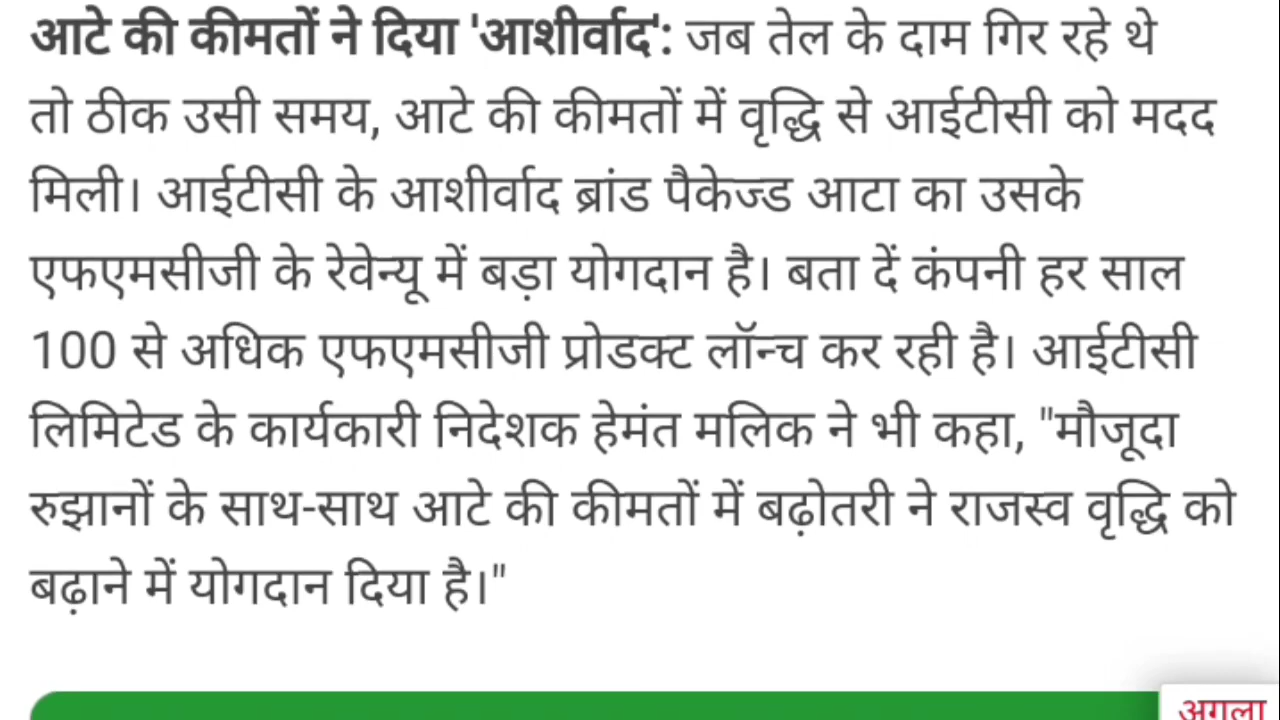 आटे की कीमतों ने दिया 'आशीर्वाद': जब तेल के दाम गिर रहे थे
तो ठीक उसी समय, आटे की कीमतों में वृद्धि से आईटीसी को मदद
मिली। आईटीसी के आशीर्वाद ब्रांड पैकेज्ड आटा का उसके
एफएमसीजी के रेवेन्यू में बड़ा योगदान है। बता दें कंपनी हर साल
100 से अधिक एफएमसीजी प्रोडक्ट लॉन्च कर रही है। आईटीसी
लिमिटेड के कार्यकारी निदेशक हेमंत मलिक ने भी कहा, "मौजूदा
रुझानों के साथ-साथ आटे की कीमतों में बढ़ोतरी ने राजस्व वृद्धि को
बढ़ाने में योगदान दिया है।"
अगला